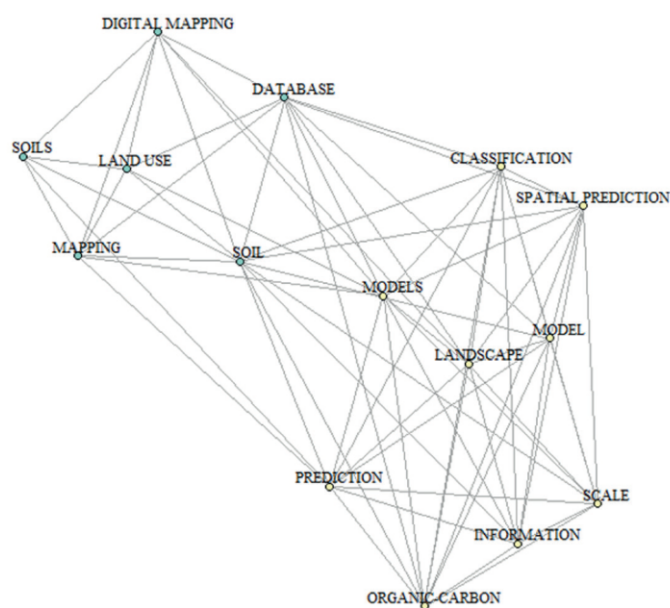 DIGITAL MAPPING
DATABASE
SOILS
LAND USE
CLASSIFICATION
SPATIAL PREDICTION
MAPPING
SOIL
MODELS
MODEL
LANDSCAPE
PREDICTION
SCALE
INFORMATION
ORGANIC-CARBON